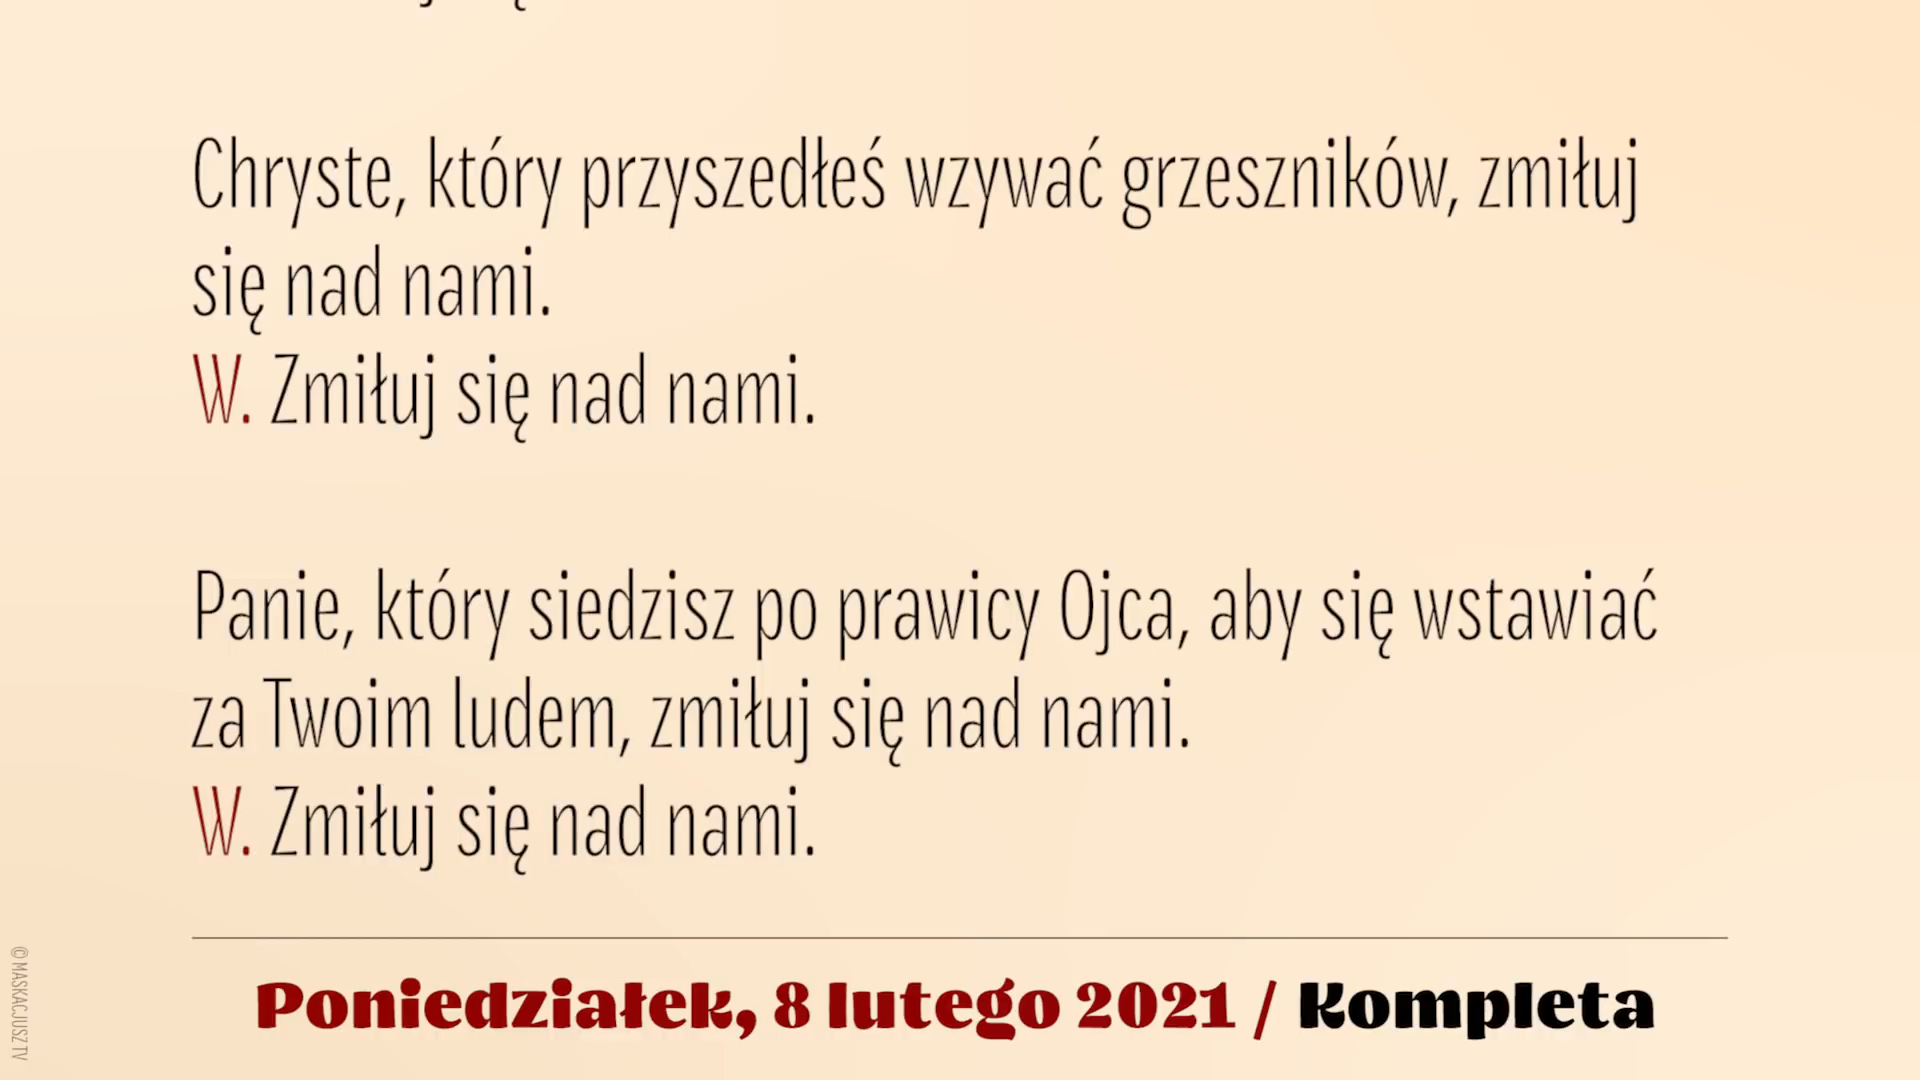 Chryste, który przyszedłeś wzywać grzeszników, zmiłuj
się nad nami.
W. Zmiłuj się nad nami.
Panie, który siedzisz po prawicy Ojca, aby się wstawiać
za Twoim ludem, zmiłuj się nad nami.
W. Zmiłuj się nad nami.
Poniedziałek, 8 lutego 2021 / Kompleta
© MASKACJUSZ TV